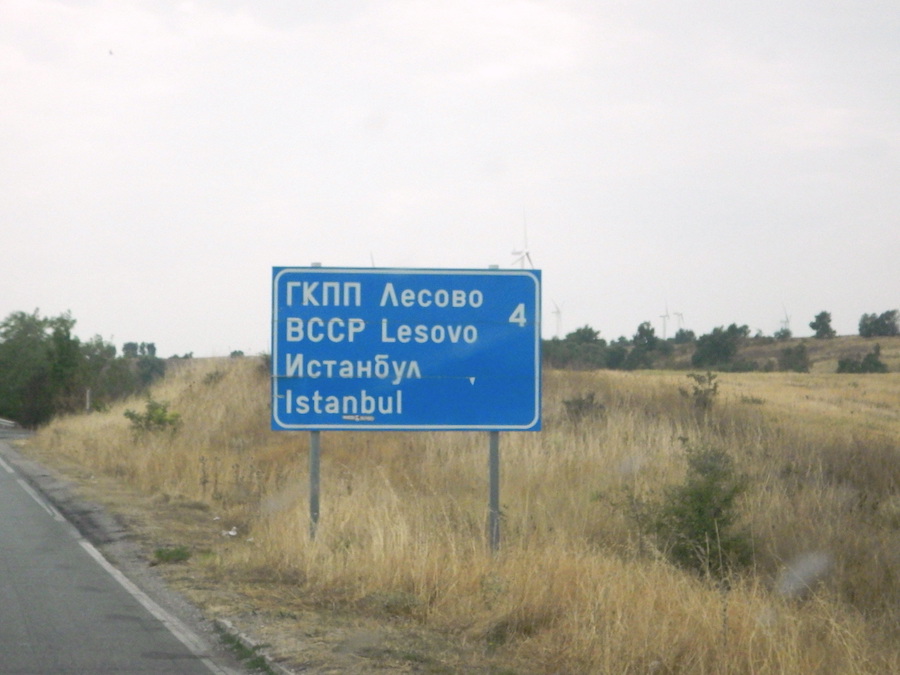 ГКПП Лесово 4
BCCP Lesovo
Истанбул
Istanbul